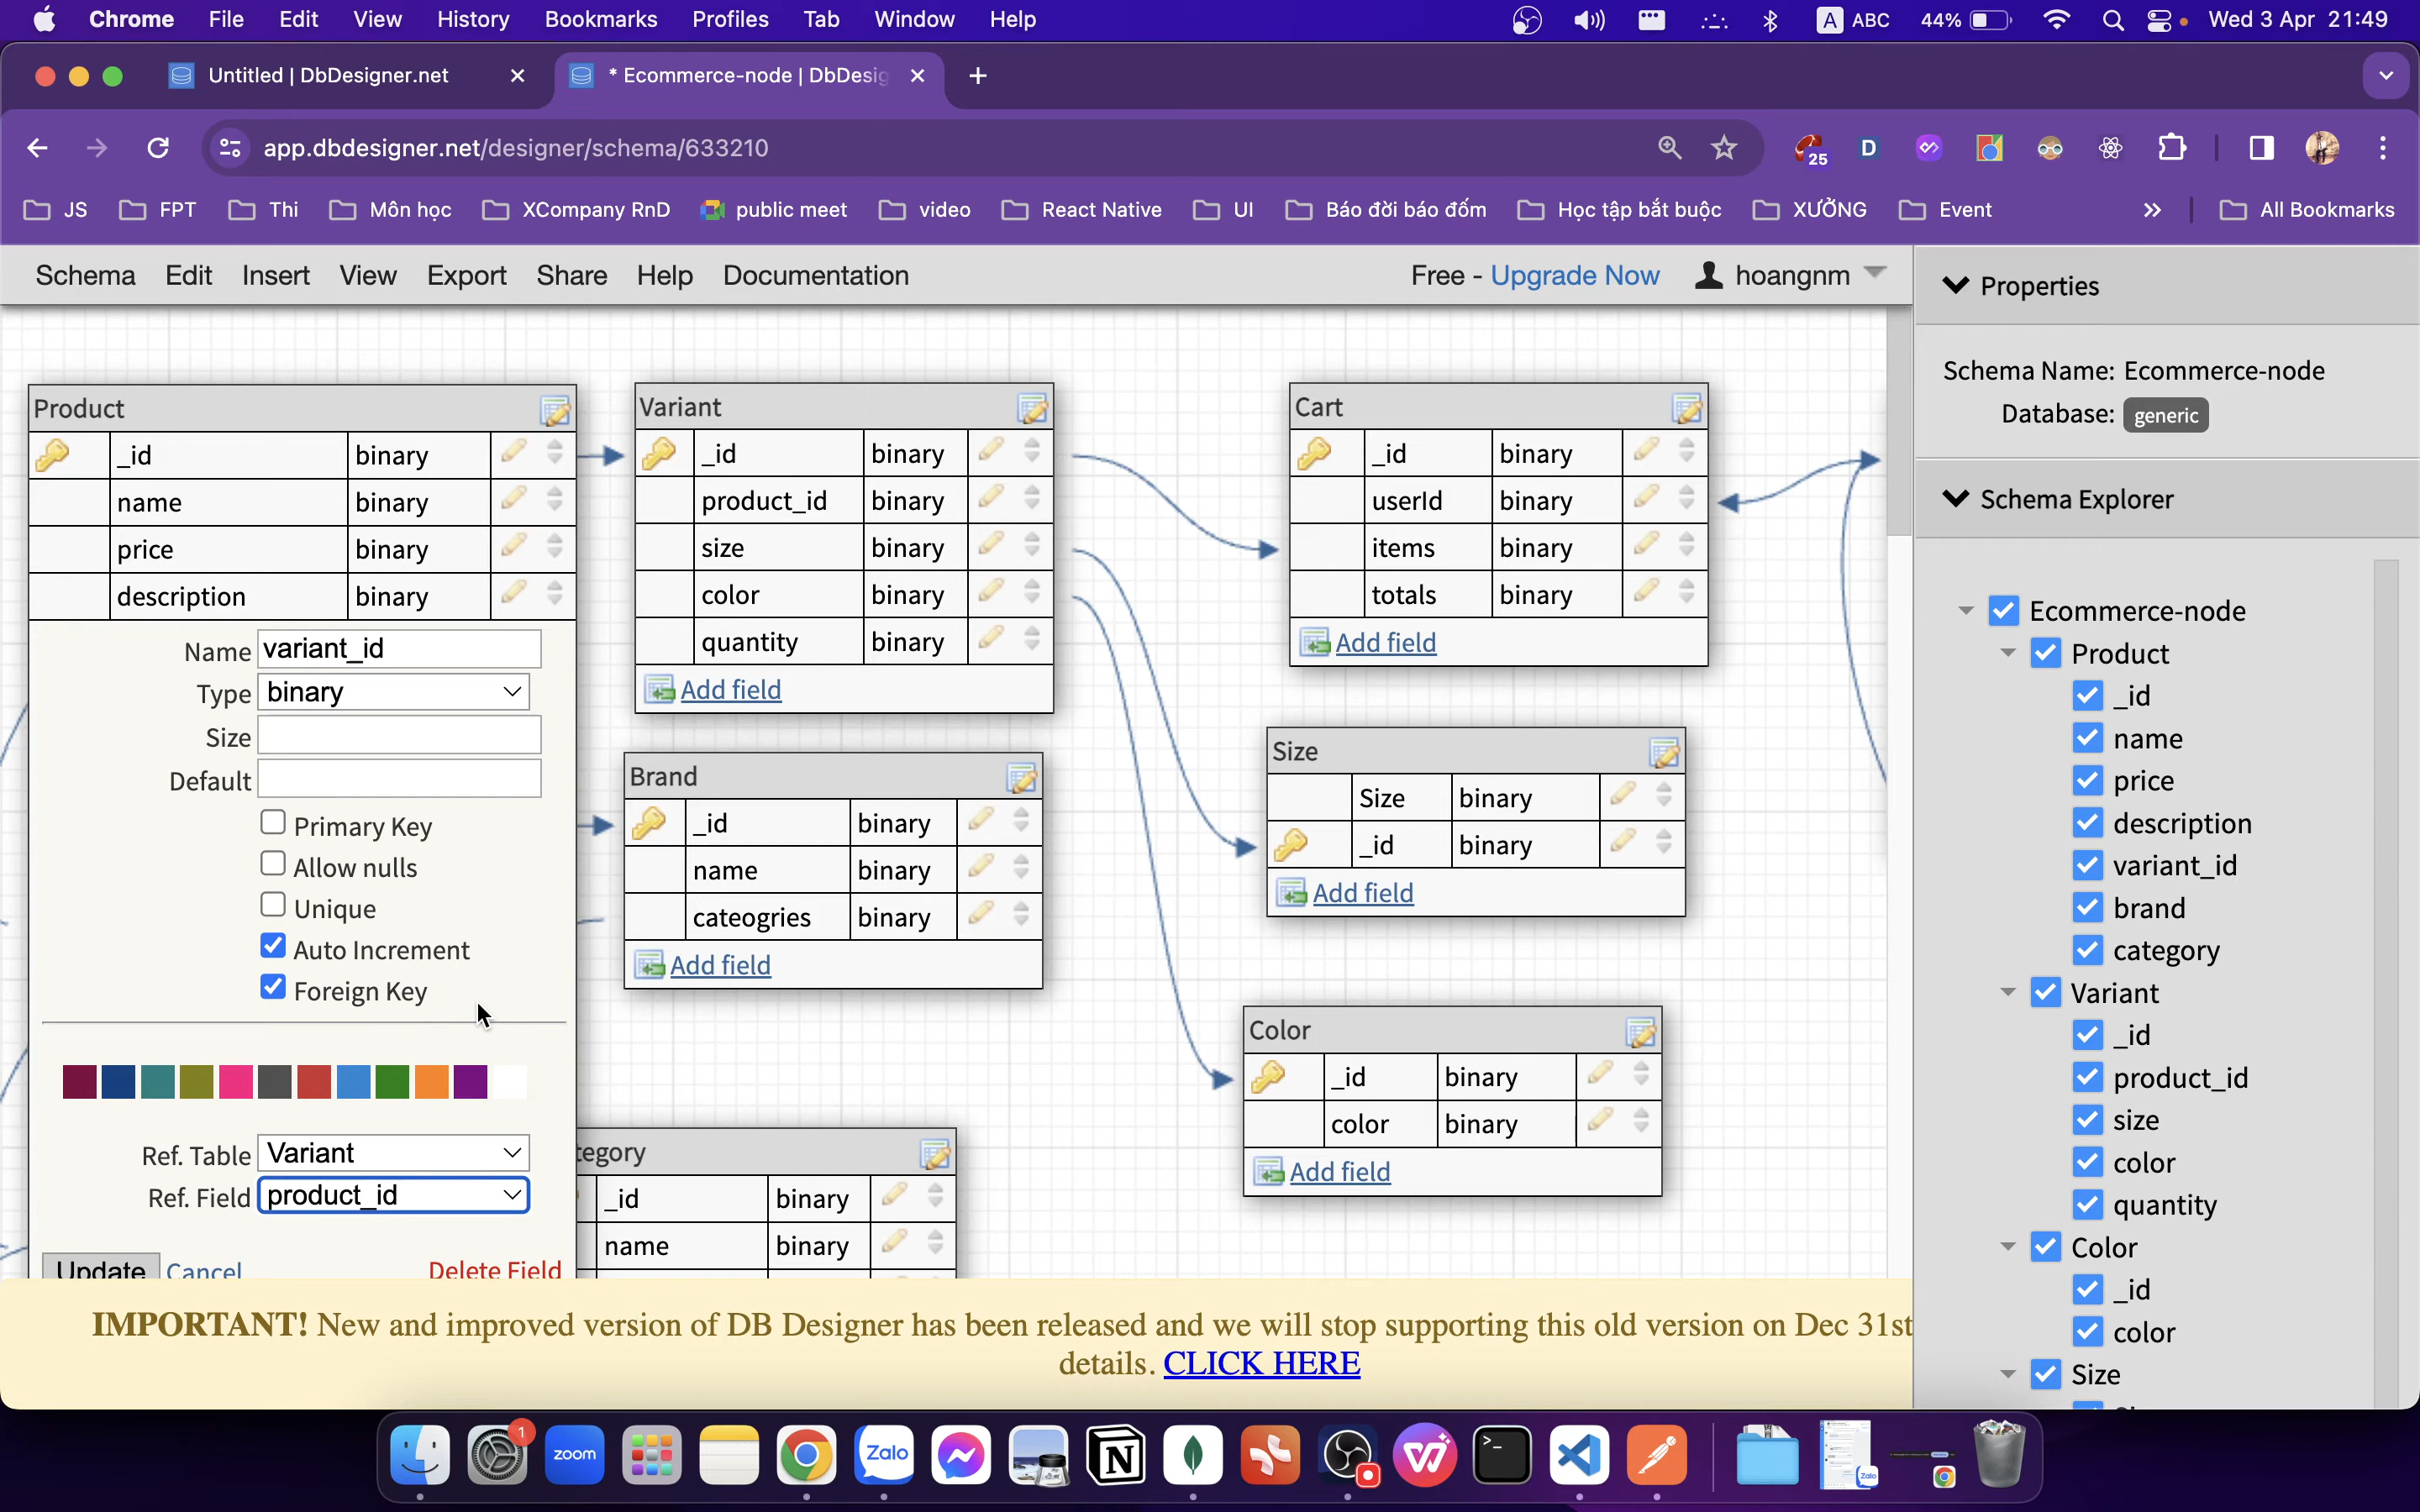 Chrome File Edit View History Bookmarks Profiles Tab Window Help A ABC 44% Wed 3 Apr 21:49
Untitled | DbDesigner.net * Ecommerce-node | DbDesig
app.dbdesigner.net/designer/schema/633210 25 D
JS FPT Thi Môn học XCompany RnD public meet video React Native UI Báo đời báo đốm Học tập bắt buộc XƯỞNG Event All Bookmarks
Schema Edit Insert View Export Share Help Documentation Free - Upgrade Now hoangnm
Product
_id binary
name binary
price binary
description binary
Name variant_id
Type binary
Size
Default
Primary Key
Allow nulls
Unique
Auto Increment
Foreign Key
Ref. Table Variant
Ref. Field product_id
Update Cancel Delete Field
Variant
_id binary
product_id binary
size binary
color binary
quantity binary
Add field
Brand
_id binary
name binary
cateogries binary
Add field
tegory
_id binary
name binary
Cart
_id binary
userId binary
items binary
totals binary
Add field
Size
Size binary
_id binary
Add field
Color
_id binary
color binary
Add field
Properties
Schema Name: Ecommerce-node
Database: generic
Schema Explorer
Ecommerce-node
Product
_id
name
price
description
variant_id
brand
category
Variant
_id
product_id
size
color
quantity
Color
_id
color
Size
IMPORTANT! New and improved version of DB Designer has been released and we will stop supporting this old version on Dec 31st
details. CLICK HERE
1 zoom Zalo Zalo